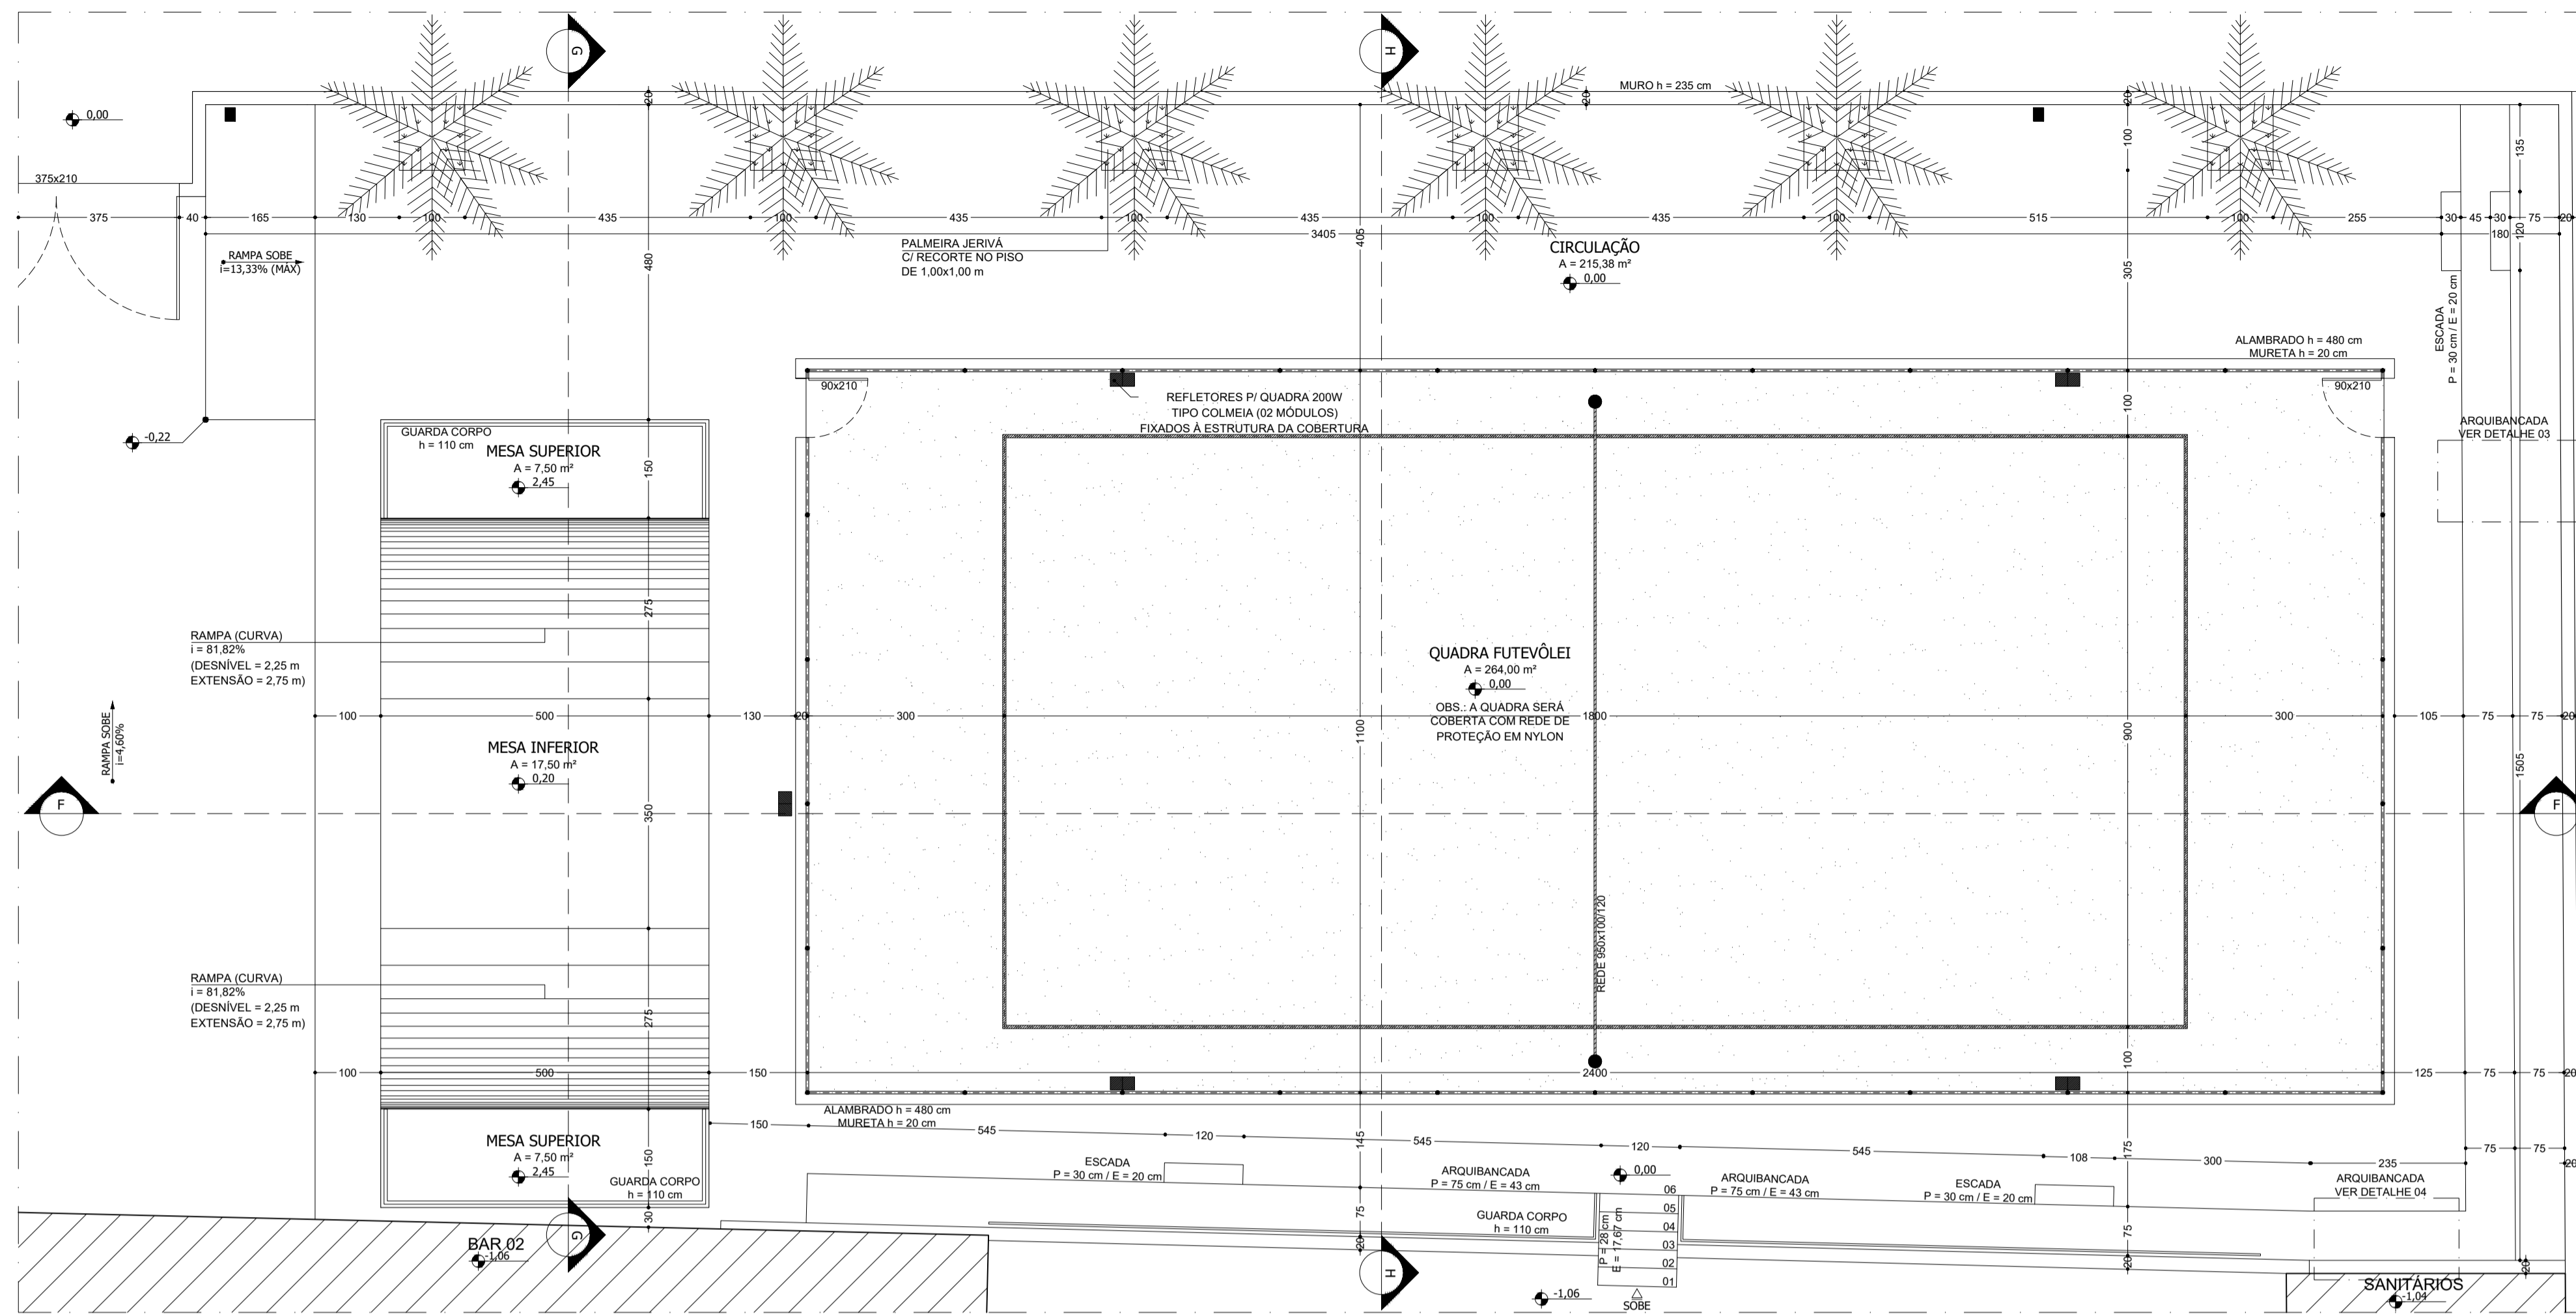 G
H
MURO h = 235 cm
20
20
20
0,00
100
135
375x210
375
40
165
130
100
435
100
435
100
435
100
435
100
515
100
255
30
45
30
75
20
3405
180
120
405
480
305
PALMEIRA JERIVÁ
C/ RECORTE NO PISO
DE 1,00x1,00 m
CIRCULAÇÃO
A = 215,38 m²
0,00
RAMPA SOBE
i=13,33% (MÁX)
ESCADA
P = 30 cm / E = 20 cm
ALAMBRADO h = 480 cm
MURETA h = 20 cm
90x210
90x210
REFLETORES P/ QUADRA 200W
TIPO COLMEIA (02 MÓDULOS)
FIXADOS À ESTRUTURA DA COBERTURA
100
ARQUIBANCADA
VER DETALHE 03
-0,22
GUARDA CORPO
h = 110 cm
MESA SUPERIOR
A = 7,50 m²
2,45
150
275
RAMPA (CURVA)
i = 81,82%
(DESNÍVEL = 2,25 m
EXTENSÃO = 2,75 m)
QUADRA FUTEVÔLEI
A = 264,00 m²
0,00
OBS.: A QUADRA SERÁ
COBERTA COM REDE DE
PROTEÇÃO EM NYLON
100
500
130
20
300
1800
300
105
75
75
20
1100
900
1505
RAMPA SOBE
i=4,60%
MESA INFERIOR
A = 17,50 m²
0,20
350
F
F
REDE 950x100/120
RAMPA (CURVA)
i = 81,82%
(DESNÍVEL = 2,25 m
EXTENSÃO = 2,75 m)
275
100
500
150
2400
100
125
75
75
20
ALAMBRADO h = 480 cm
MURETA h = 20 cm
150
545
120
545
120
545
108
300
235
75
75
20
145
175
MESA SUPERIOR
A = 7,50 m²
2,45
150
GUARDA CORPO
h = 110 cm
30
ESCADA
P = 30 cm / E = 20 cm
ARQUIBANCADA
P = 75 cm / E = 43 cm
0,00
ARQUIBANCADA
P = 75 cm / E = 43 cm
ESCADA
P = 30 cm / E = 20 cm
ARQUIBANCADA
VER DETALHE 04
GUARDA CORPO
h = 110 cm
06
05
04
03
02
01
P = 28 cm
E = 17,67 cm
75
20
75
20
20
BAR 02
-1,06
G
H
-1,06
SOBE
SANITÁRIOS
-1,04